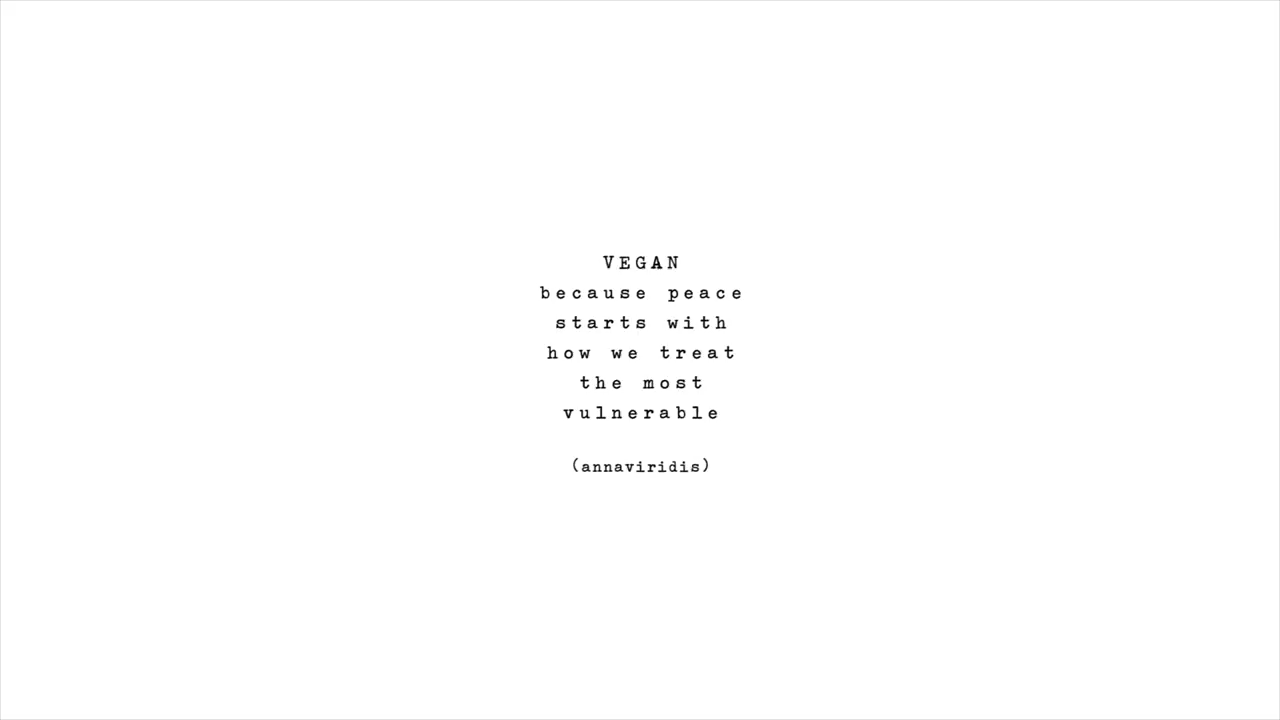 VEGAN
because peace
starts with
how we treat
the most
vulnerable
(annaviridis)